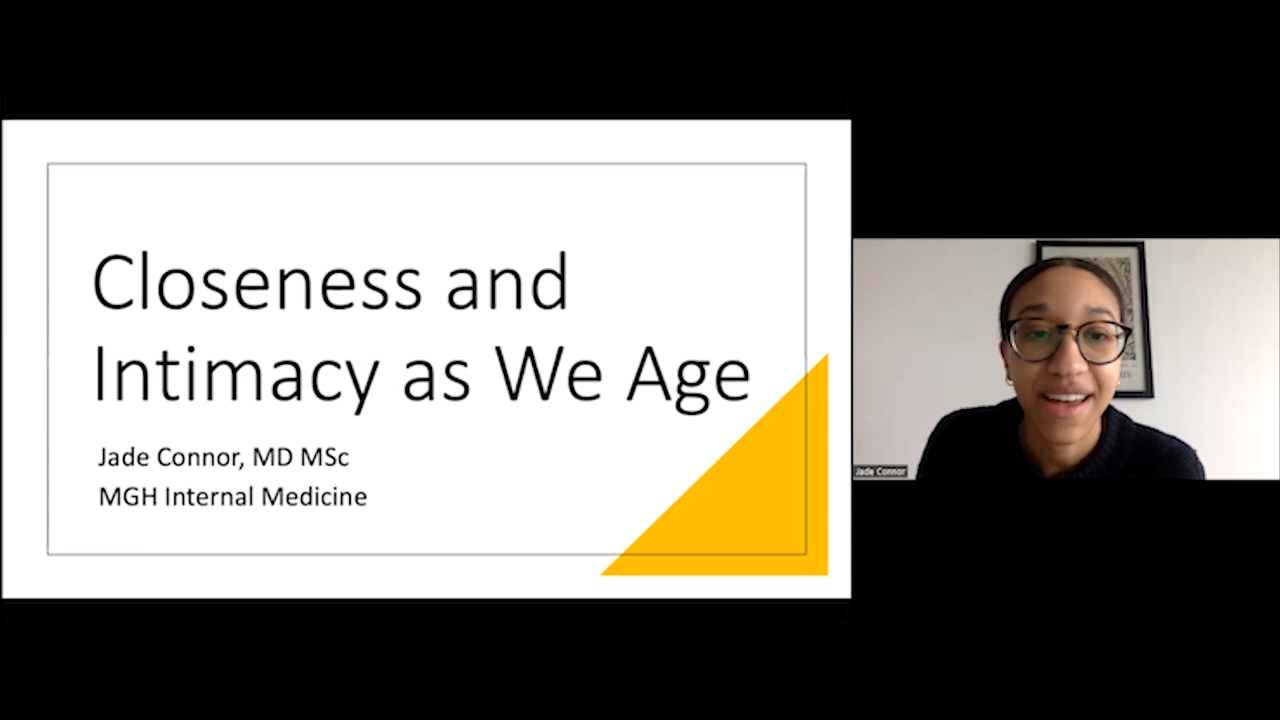 Closeness and
Intimacy as We Age
Jade Connor, MD MSc
MGH Internal Medicine
Jade Connor